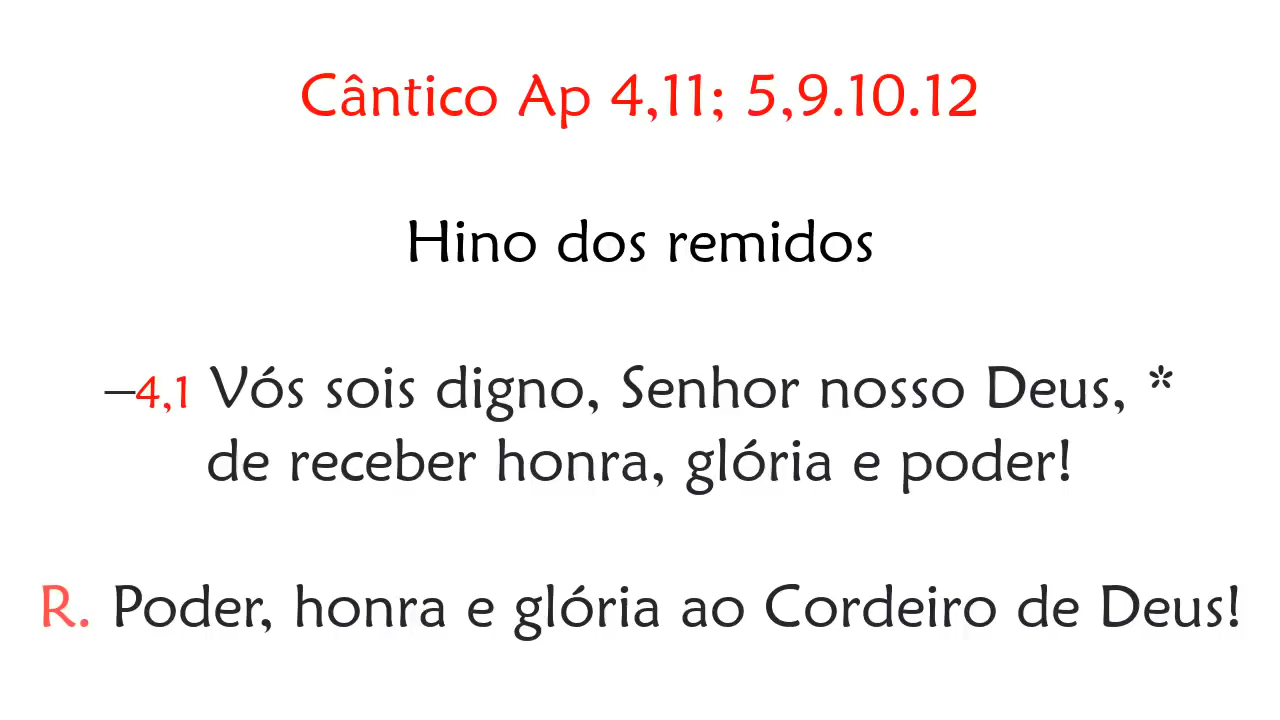 Cântico Ap 4,11; 5,9.10.12
Hino dos remidos
–4,1 Vós sois digno, Senhor nosso Deus, *
de receber honra, glória e poder!
R. Poder, honra e glória ao Cordeiro de Deus!